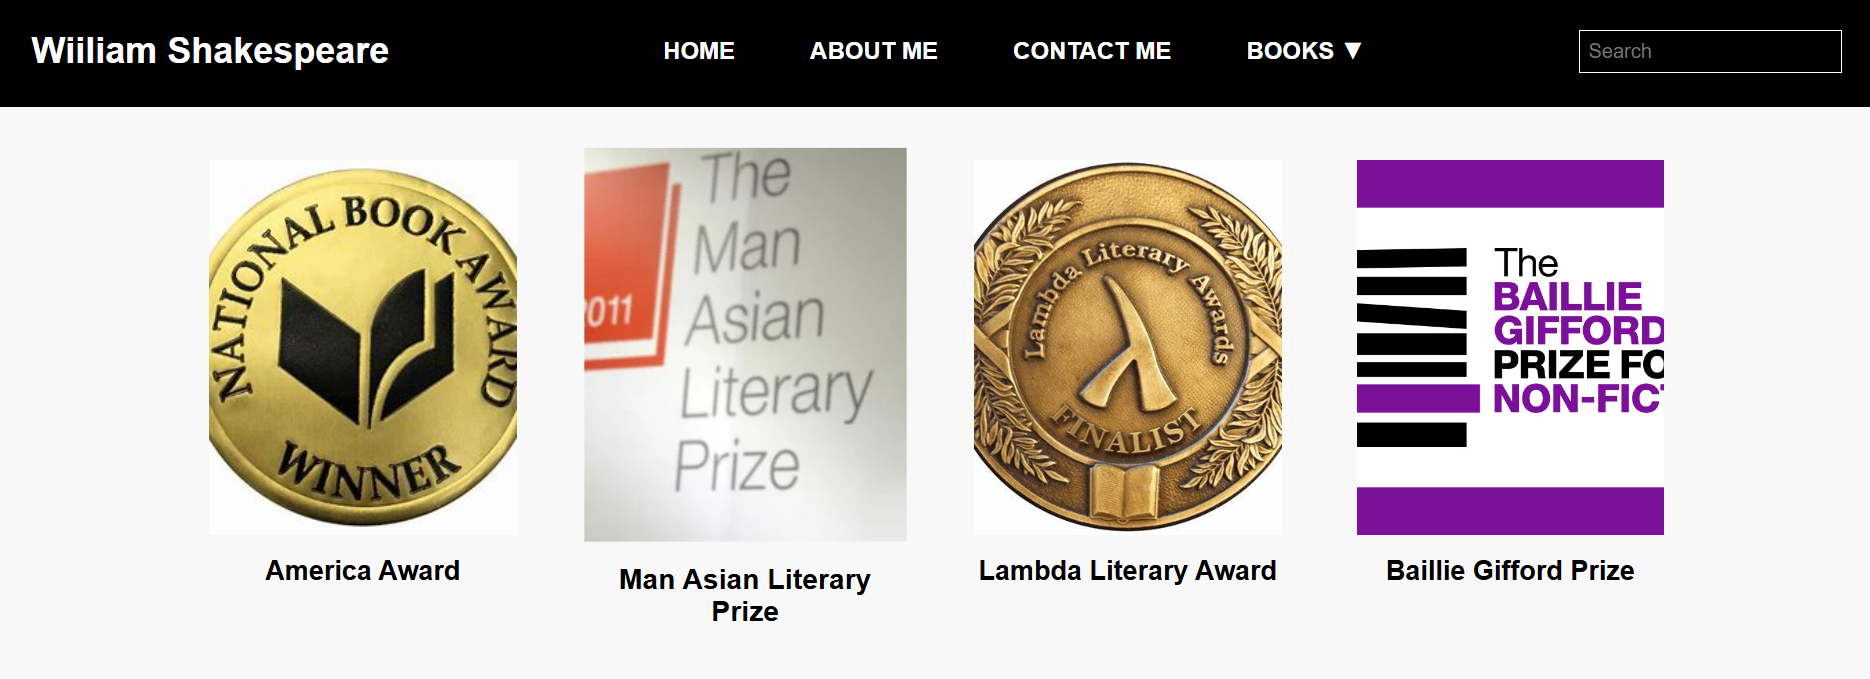 Wiiliam Shakespeare
HOME
ABOUT ME
CONTACT ME
BOOKS ▼
Search
NATIONAL BOOK AWARD
WINNER
2011
The
Man
Asian
Literary
Prize
Lambda Literary Awards
FINALIST
The
BAILLIE
GIFFORD
PRIZE FO
NON-FICT
America Award
Man Asian Literary
Prize
Lambda Literary Award
Baillie Gifford Prize